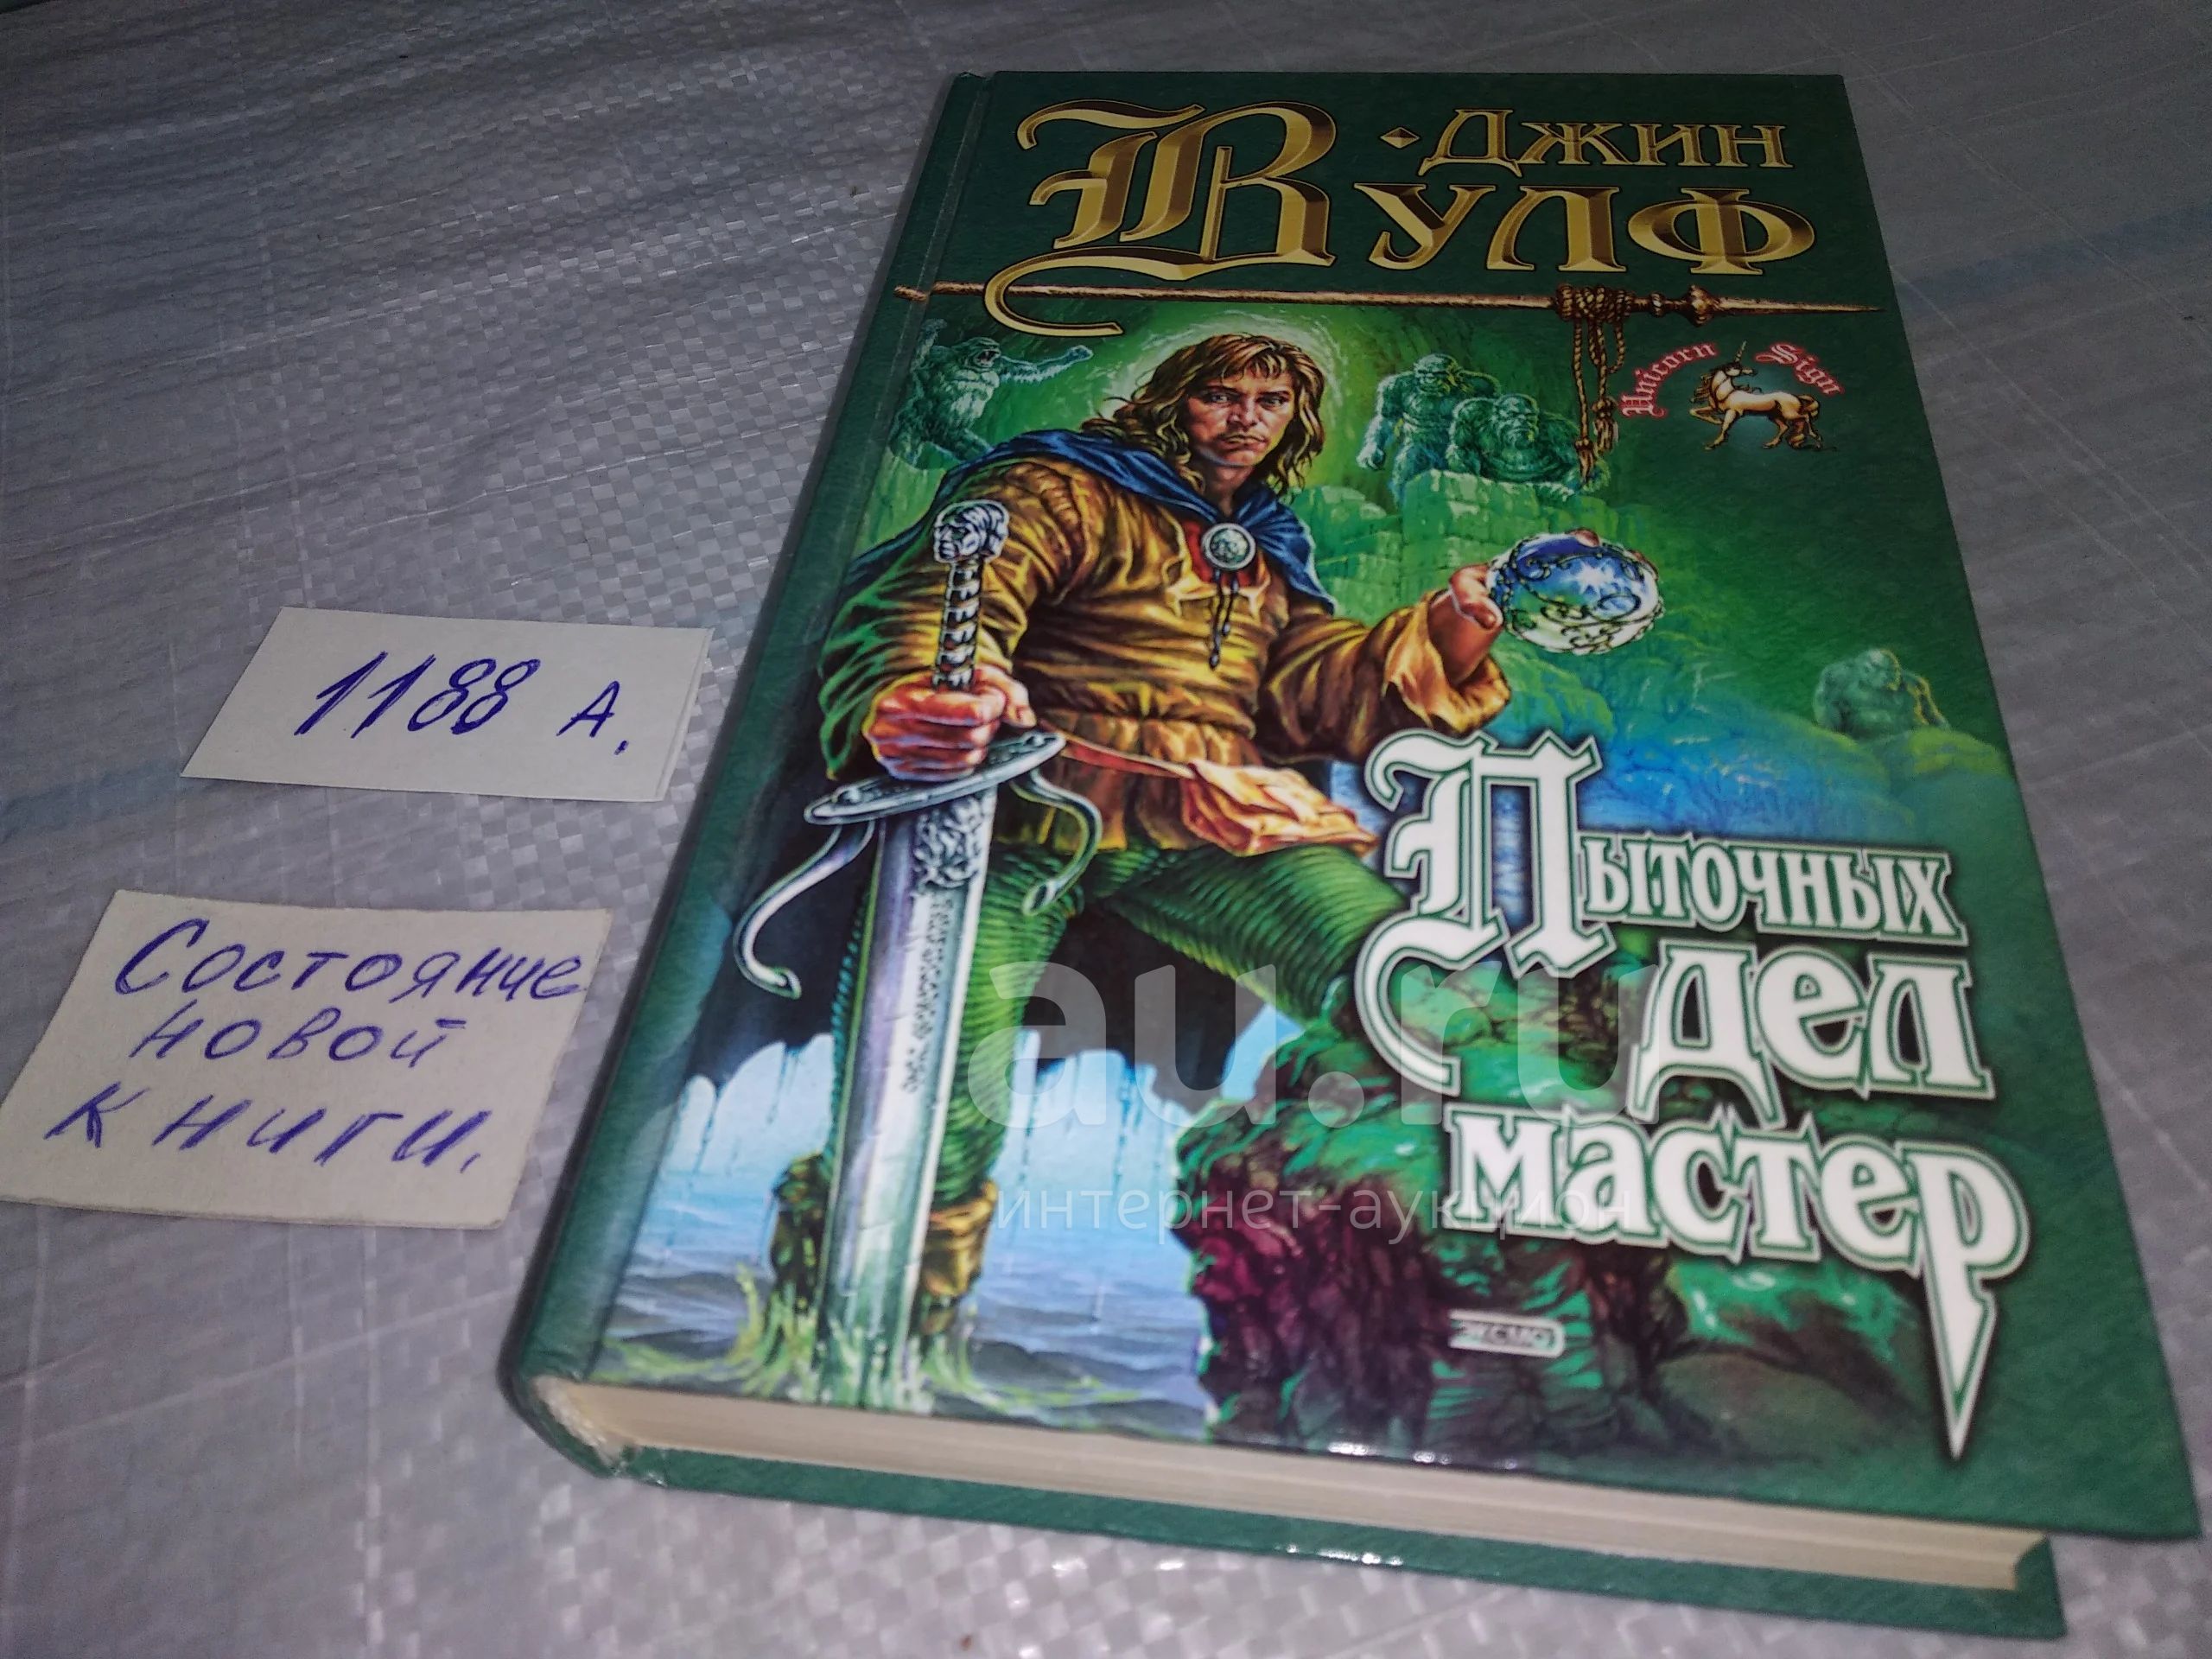 Джин
Вулф
Unicorn Sign
1188 А.
Состояние
новой
книги.
Пыточных
дел
мастер
au.ru
интернет-аукцион
ЭКСМО